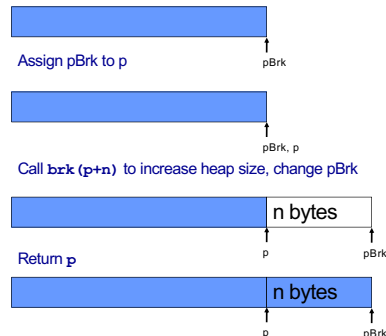 pBrk
Assign pBrk to p
pBrk, p
Call brk(p+n) to increase heap size, change pBrk
n bytes
p pBrk
Return p
n bytes
p pBrk